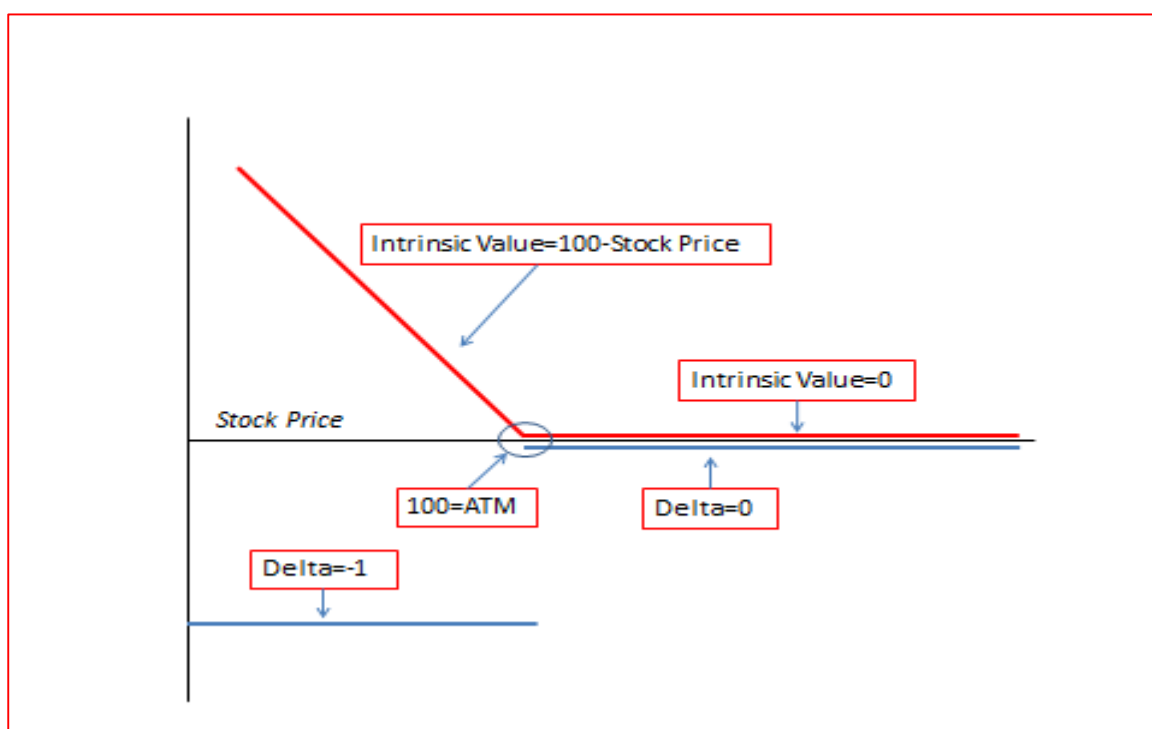 Intrinsic Value=100-Stock Price
Intrinsic Value=0
Stock Price
100=ATM
Delta=0
Delta=-1